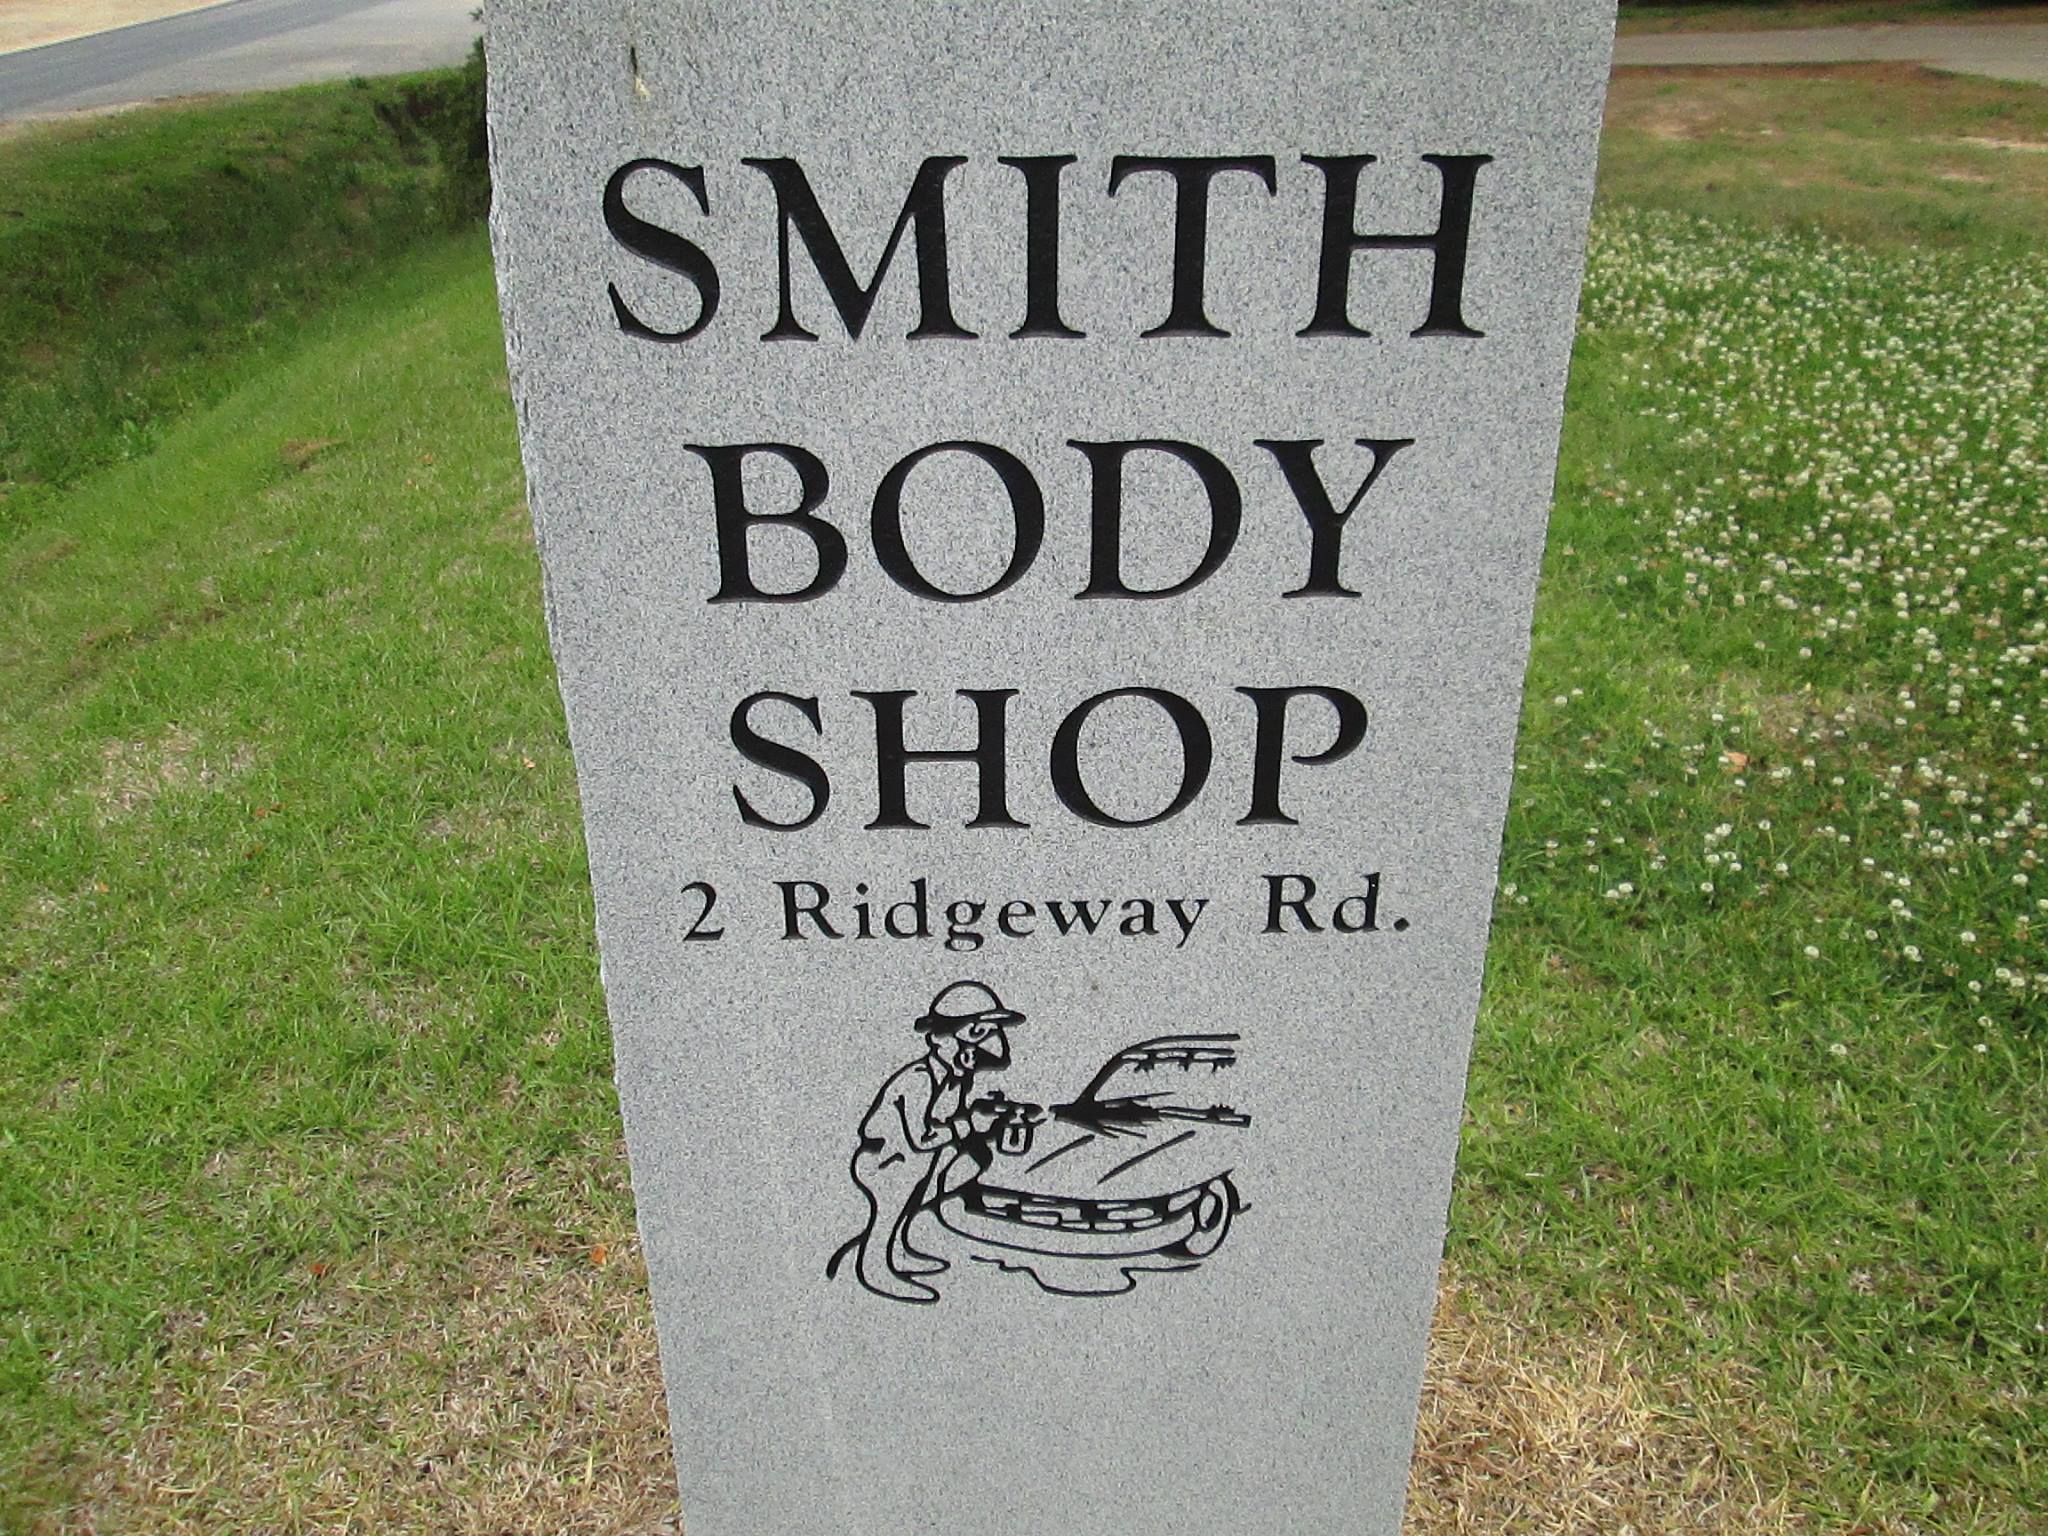 SMITH
BODY
SHOP
2 Ridgeway Rd.